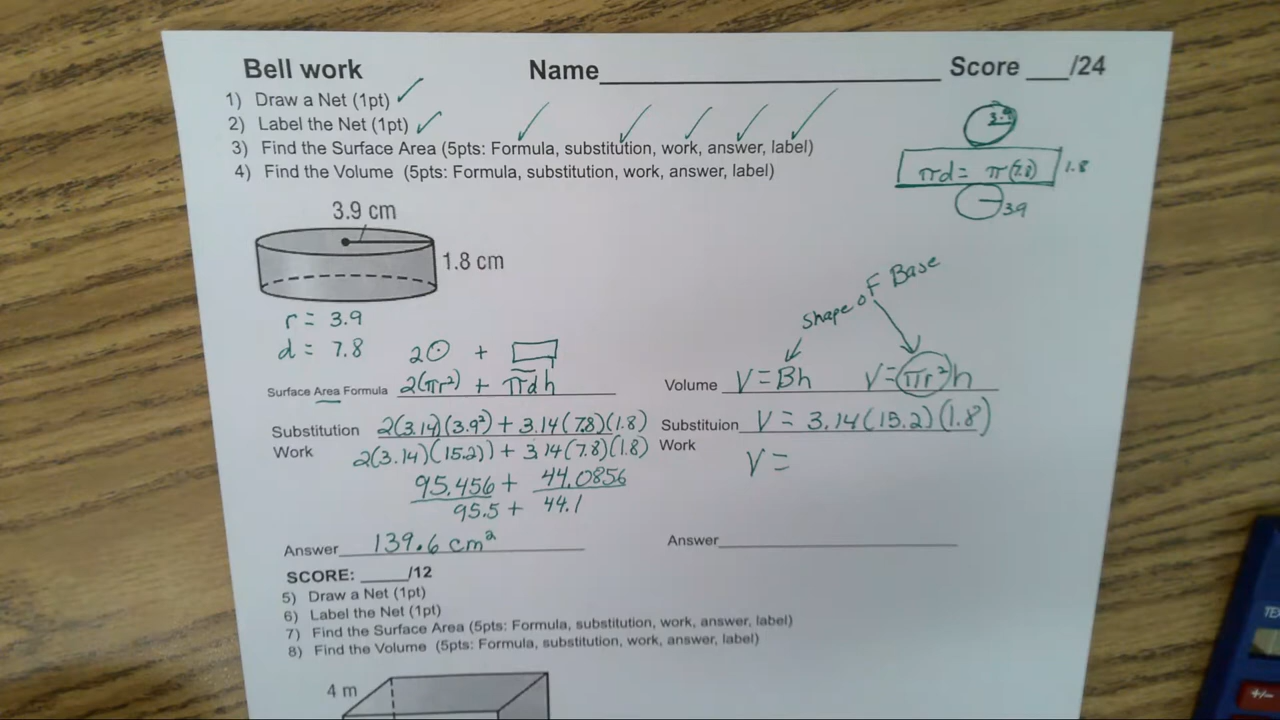 Bell work Name Score ___/24
1) Draw a Net (1pt) ✓
2) Label the Net (1pt) ✓
3) Find the Surface Area (5pts: Formula, substitution, work, answer, label)
4) Find the Volume (5pts: Formula, substitution, work, answer, label)
3.9
πd = π(7.8) 1.8
3.9
3.9 cm
1.8 cm
r = 3.9
d = 7.8
2⊙ + ▭
Surface Area Formula 2(πr²) + πdh
Substitution 2(3.14)(3.9²) + 3.14(7.8)(1.8)
Work 2(3.14)(15.2)) + 3.14(7.8)(1.8)
95.456 + 44.0856
95.5 + 44.1
Answer 139.6 cm²
Shape of Base
Volume V = Bh V = πr²h
Substituion V = 3.14(15.2)(1.8)
Work V =
Answer
SCORE: ___/12
5) Draw a Net (1pt)
6) Label the Net (1pt)
7) Find the Surface Area (5pts: Formula, substitution, work, answer, label)
8) Find the Volume (5pts: Formula, substitution, work, answer, label)
4 m
+/-